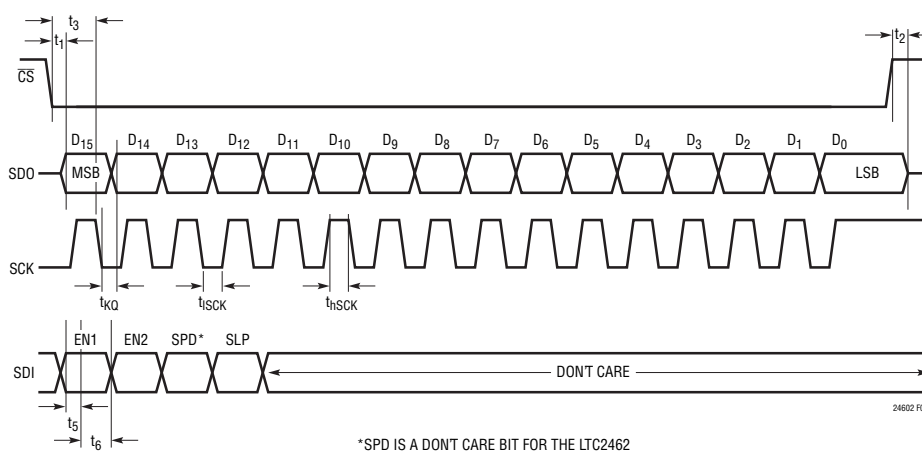 t3
t1
t2
CS
D15 D14 D13 D12 D11 D10 D9 D8 D7 D6 D5 D4 D3 D2 D1 D0
SDO MSB LSB
SCK
tKQ tlSCK thSCK
EN1 EN2 SPD* SLP
SDI DON'T CARE
24602 F
t5
t6
*SPD IS A DON'T CARE BIT FOR THE LTC2462